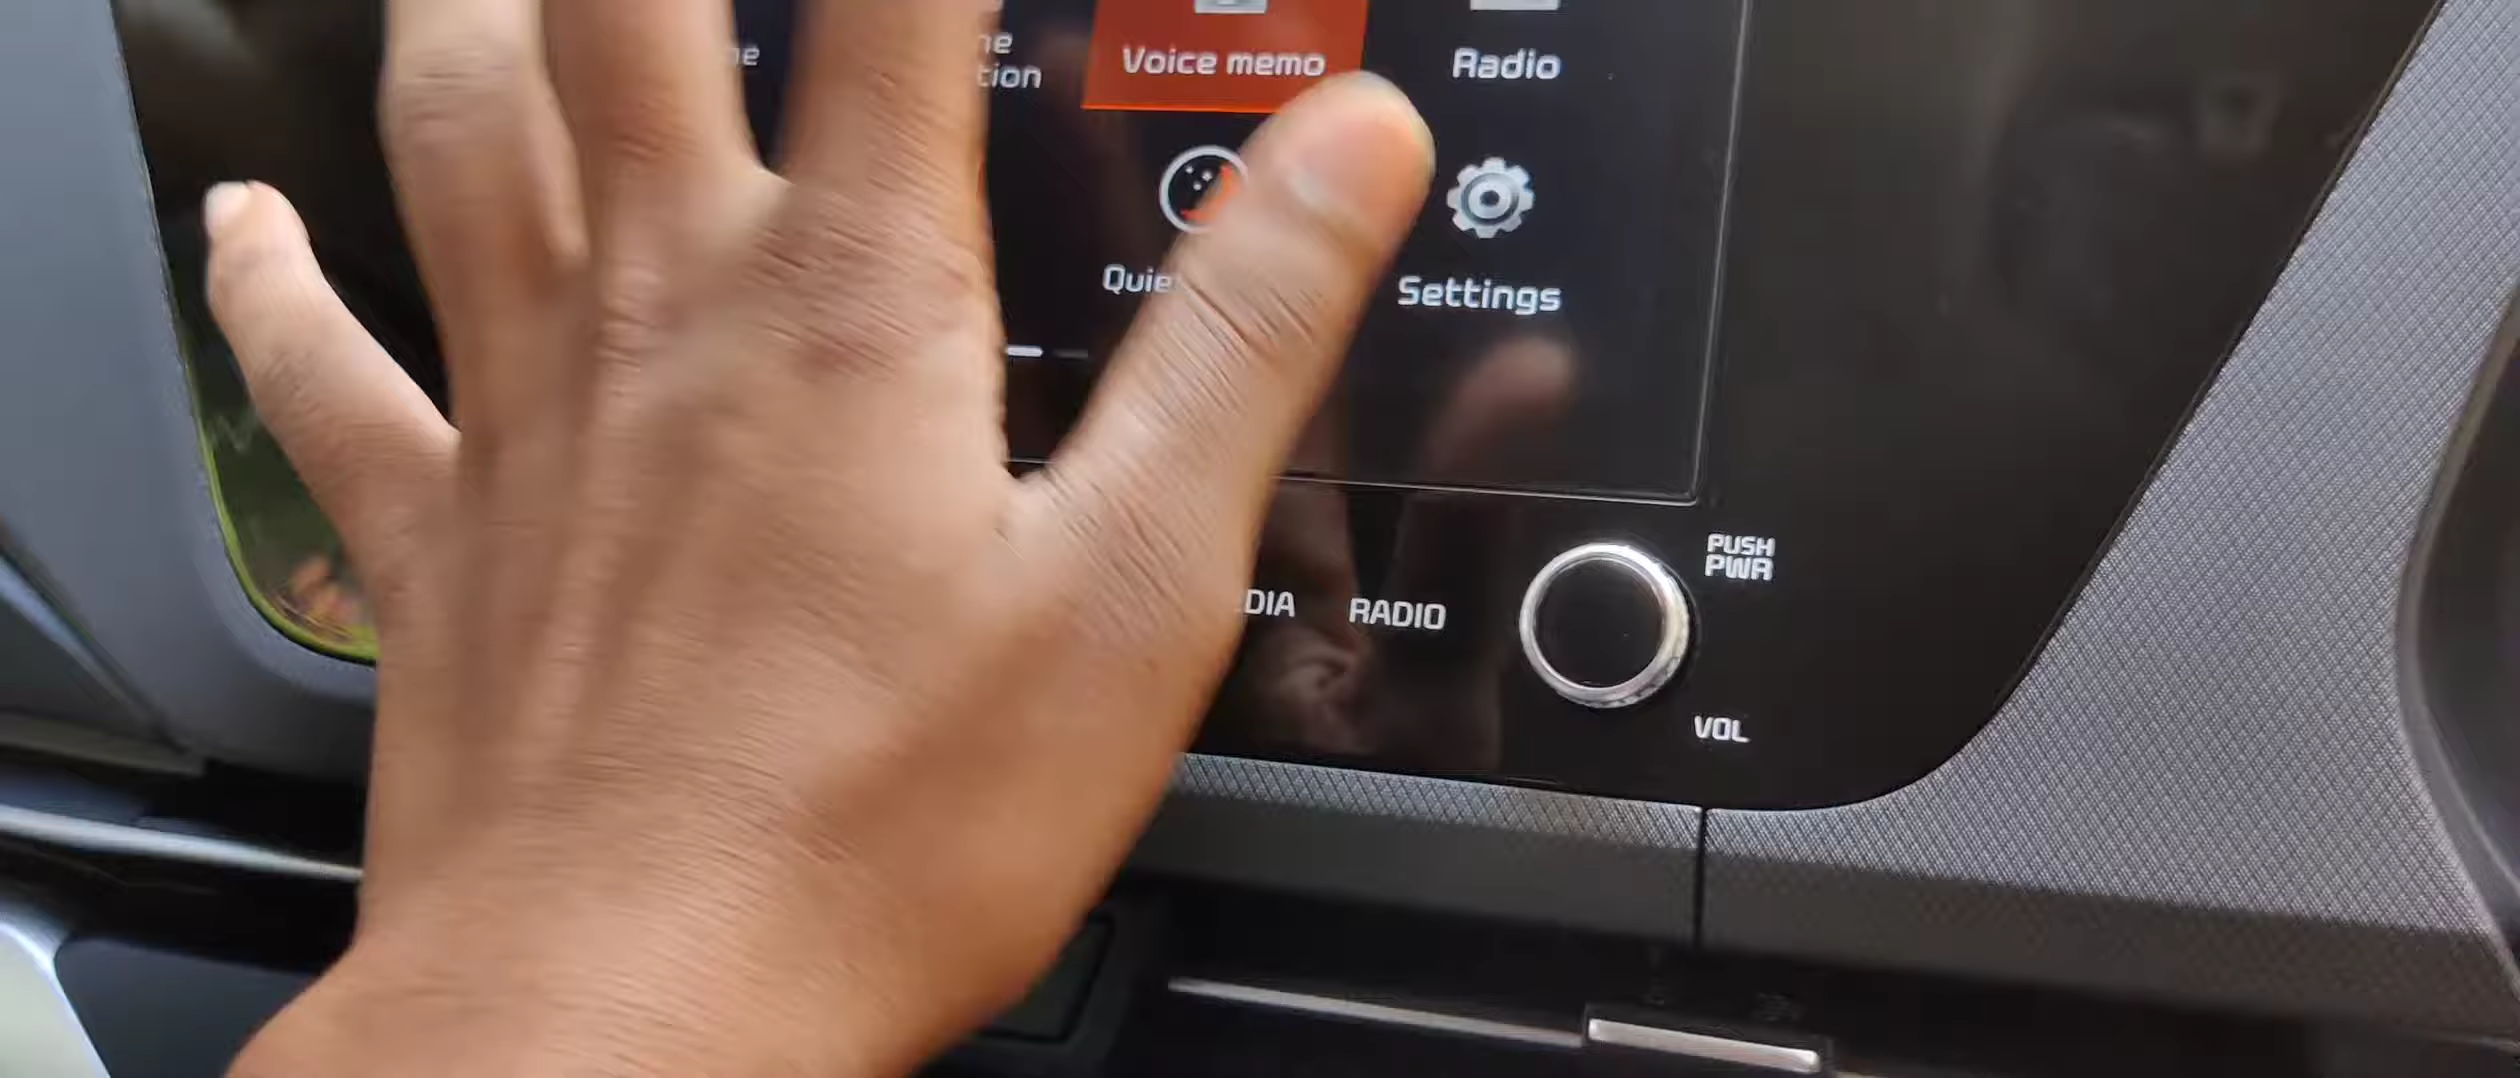 Voice memo
Radio
Settings
PUSH
PWR
RADIO
VOL